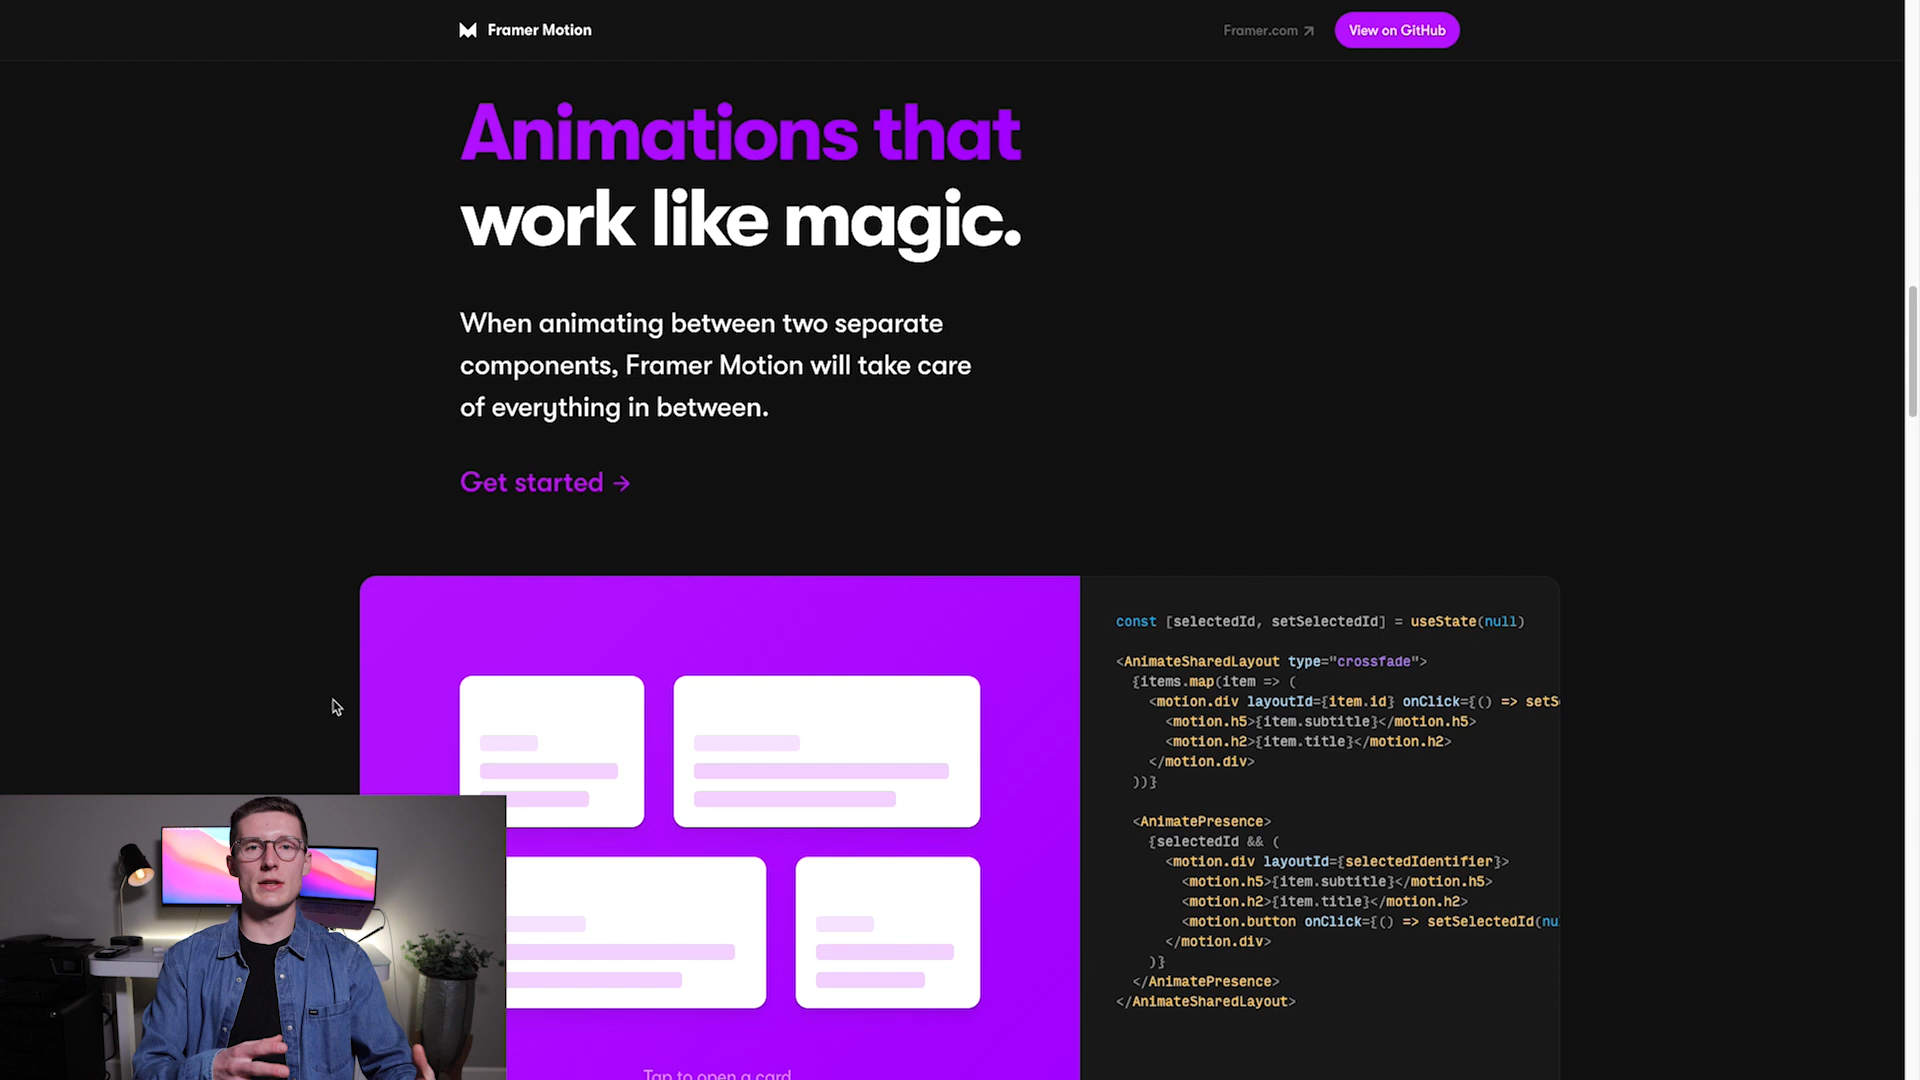 Framer Motion
Framer.com
View on GitHub
Animations that
work like magic.
When animating between two separate
components, Framer Motion will take care
of everything in between.
Get started →
Tap to open a card
const [selectedId, setSelectedId] = useState(null)
<AnimateSharedLayout type="crossfade">
{items.map(item => (
<motion.div layoutId={item.id} onClick={() => setS
<motion.h5>{item.subtitle}</motion.h5>
<motion.h2>{item.title}</motion.h2>
</motion.div>
))}
<AnimatePresence>
{selectedId && (
<motion.div layoutId={selectedIdentifier}>
<motion.h5>{item.subtitle}</motion.h5>
<motion.h2>{item.title}</motion.h2>
<motion.button onClick={() => setSelectedId(nu
</motion.div>
)}
</AnimatePresence>
</AnimateSharedLayout>